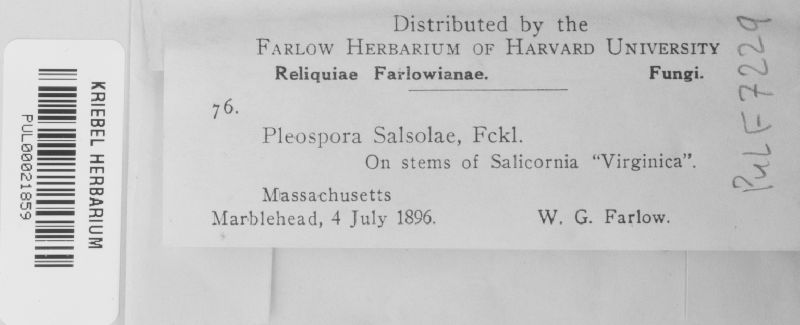 Distributed by the
FARLOW HERBARIUM OF HARVARD UNIVERSITY
Reliquiae Farlowianae. Fungi.
76.
Pleospora Salsolae, Fckl.
On stems of Salicornia “Virginica”.
Massachusetts
Marblehead, 4 July 1896. W. G. Farlow.
PUL F 7229
KRIEBEL HERBARIUM
PUL00021859